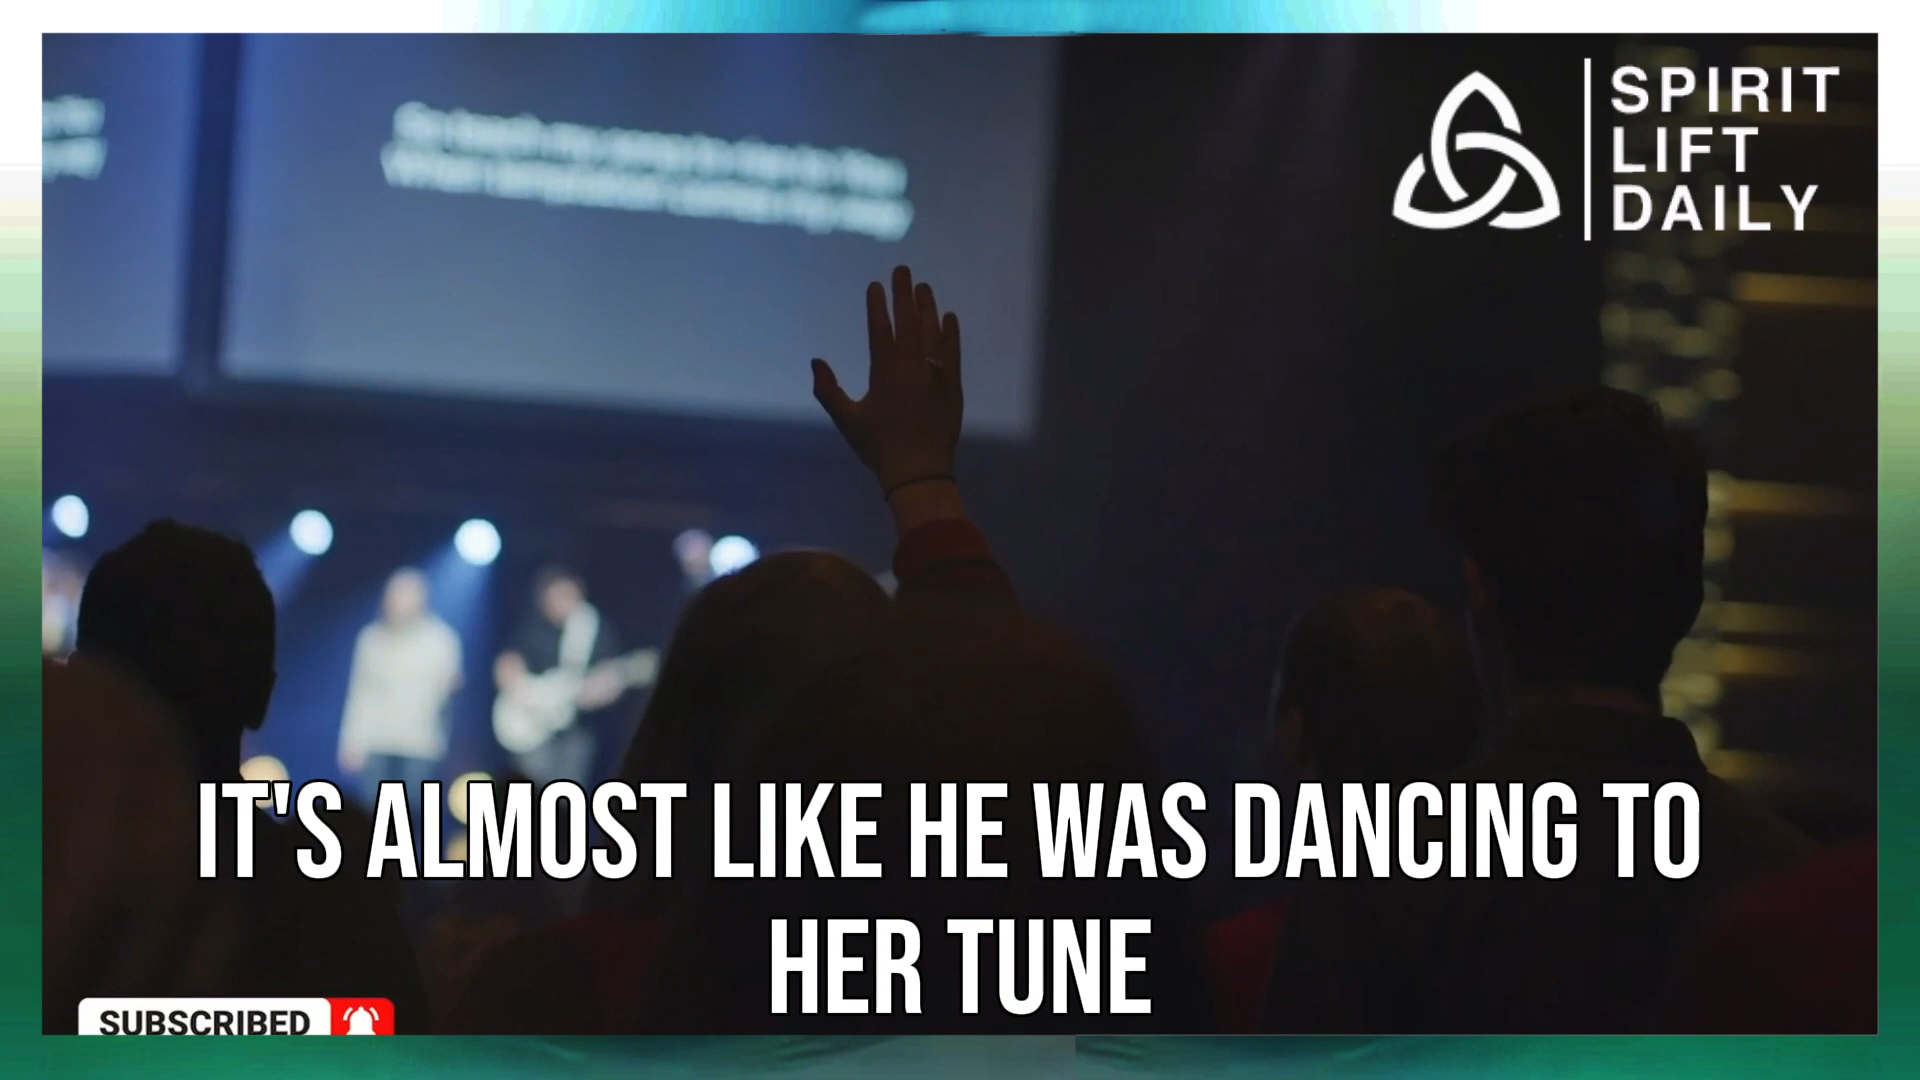 SPIRIT
LIFT
DAILY
IT'S ALMOST LIKE HE WAS DANCING TO
HER TUNE
SUBSCRIBED